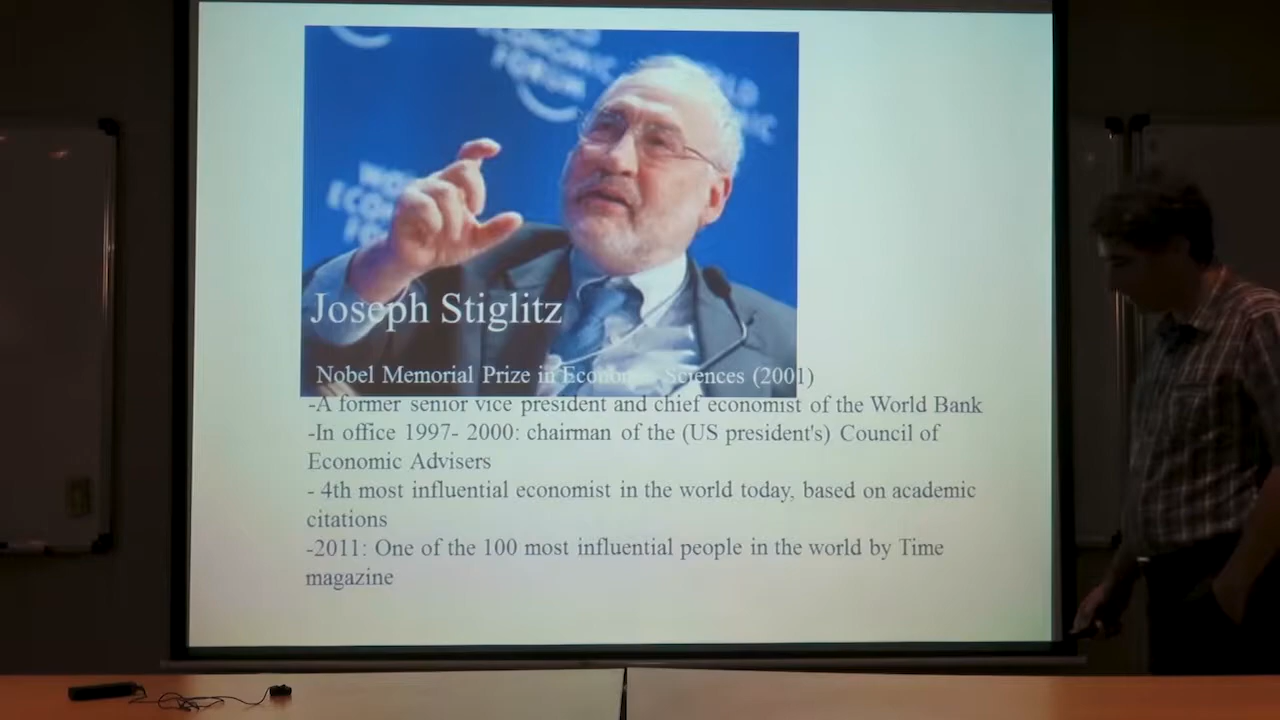 ECONOMIC
FORUM
WORLD
ECONOMIC
Joseph Stiglitz
Nobel Memorial Prize in Economic Sciences (2001)
-A former senior vice president and chief economist of the World Bank
-In office 1997- 2000: chairman of the (US president's) Council of
Economic Advisers
- 4th most influential economist in the world today, based on academic
citations
-2011: One of the 100 most influential people in the world by Time
magazine